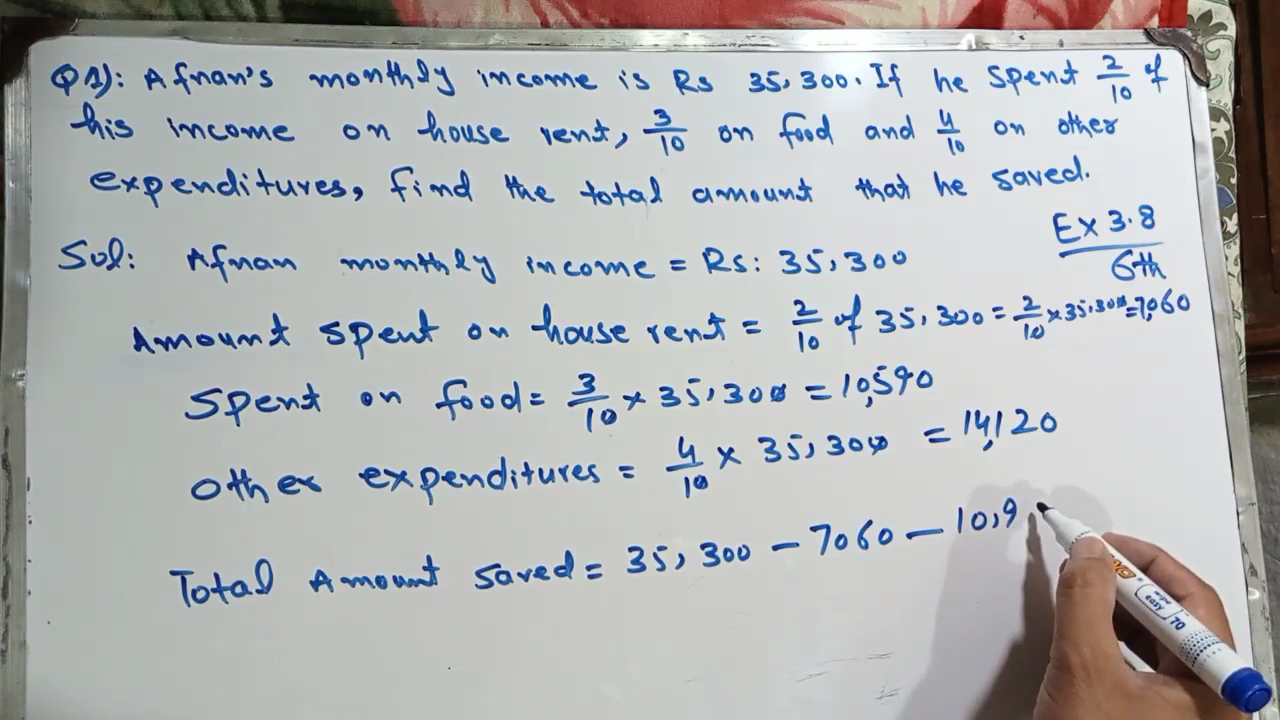 Q1): Afnan's monthly income is Rs 35,300. If he spent 2/10 of
his income on house rent, 3/10 on food and 4/10 on other
expenditures, find the total amount that he saved.
Ex 3.8
6th
Sol: Afnan monthly income = Rs: 35,300
Amount spent on house rent = 2/10 of 35,300 = 2/10 × 35,300 = 7,060
Spent on food = 3/10 × 35,300 = 10,590
Other expenditures = 4/10 × 35,300 = 14,120
Total Amount saved = 35,300 - 7060 - 10,9
easy 70